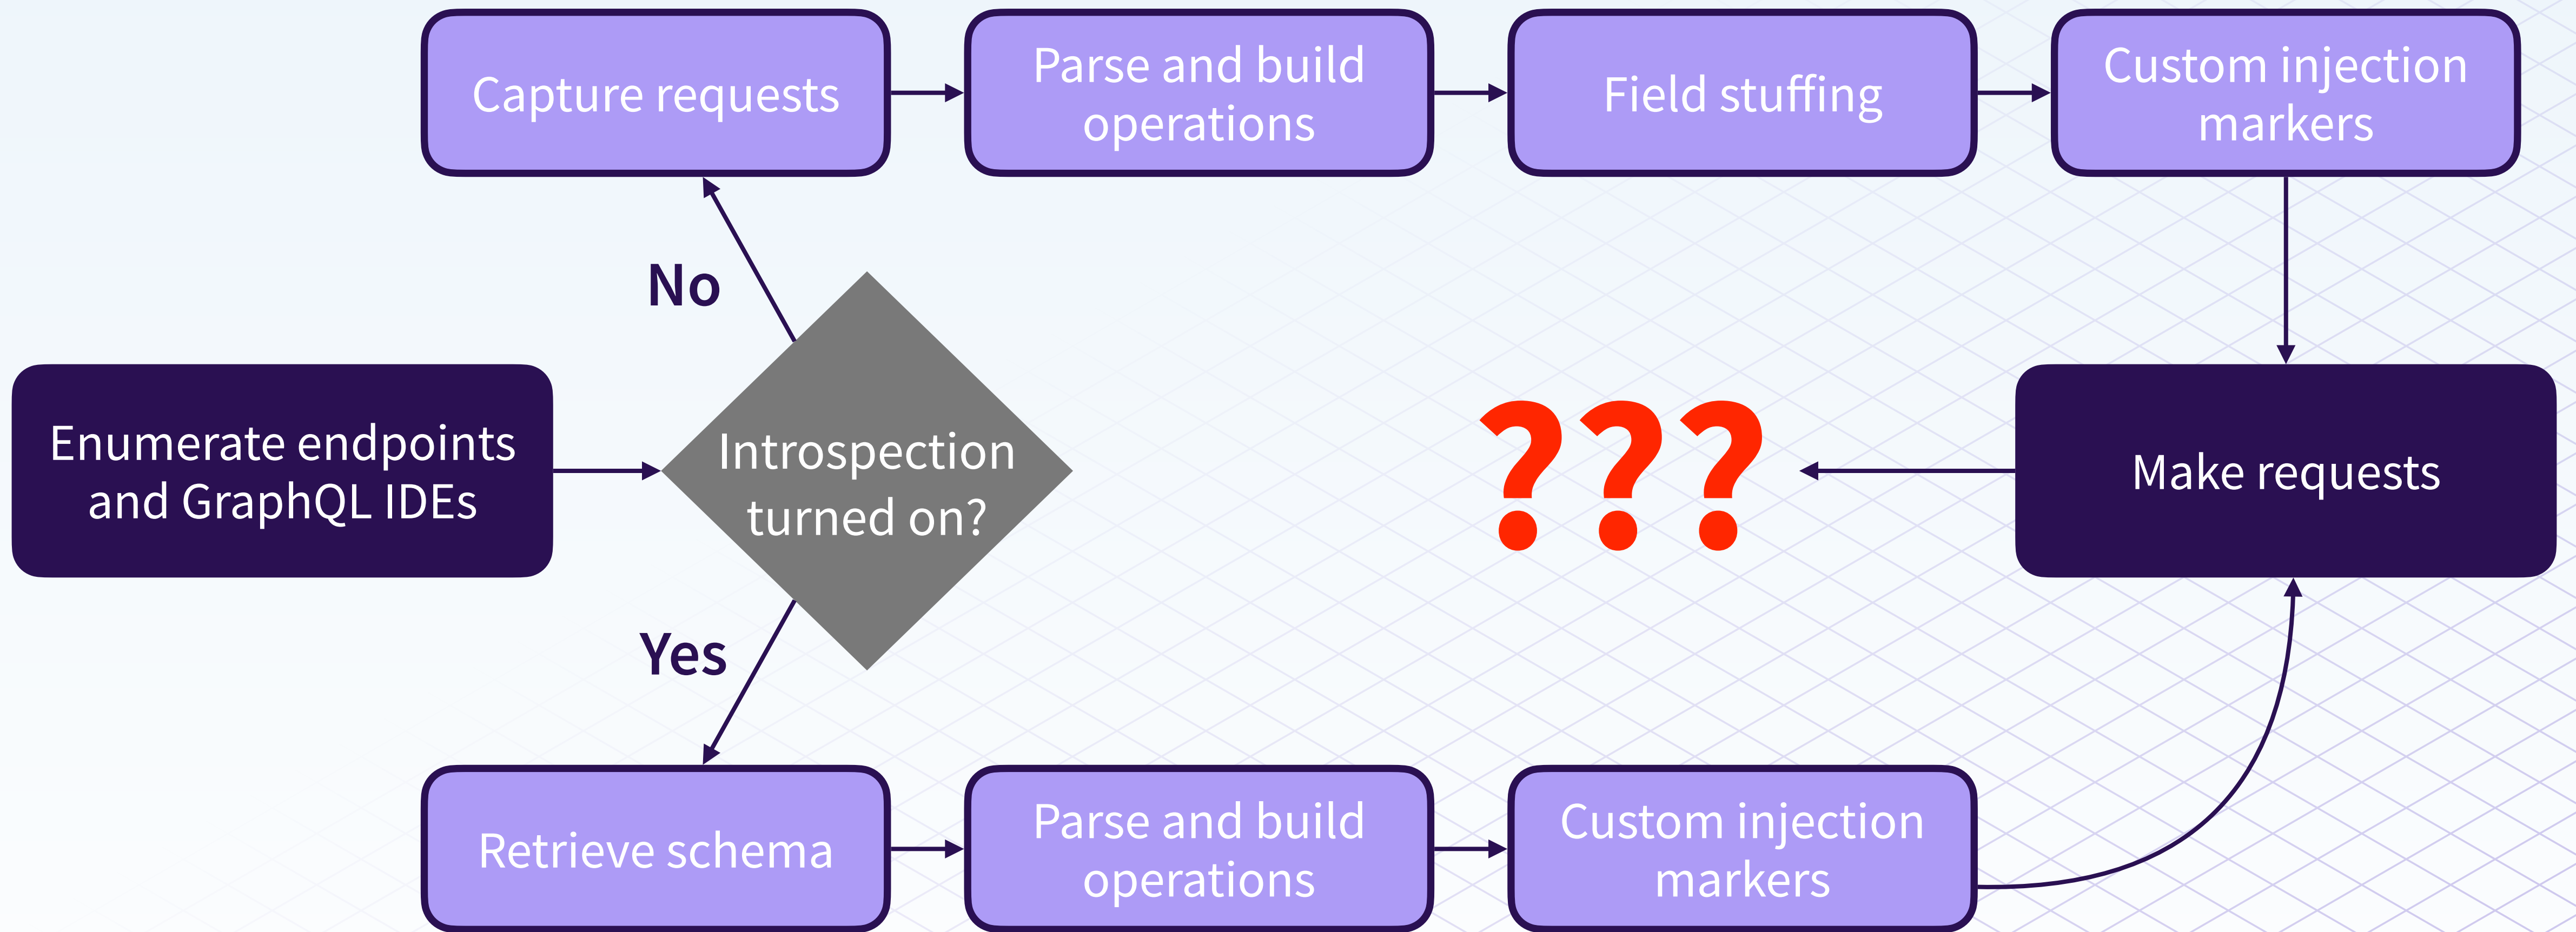 Capture requests
Parse and build
operations
Field stuffing
Custom injection
markers
No
Enumerate endpoints
and GraphQL IDEs
Introspection
turned on?
???
Make requests
Yes
Retrieve schema
Parse and build
operations
Custom injection
markers